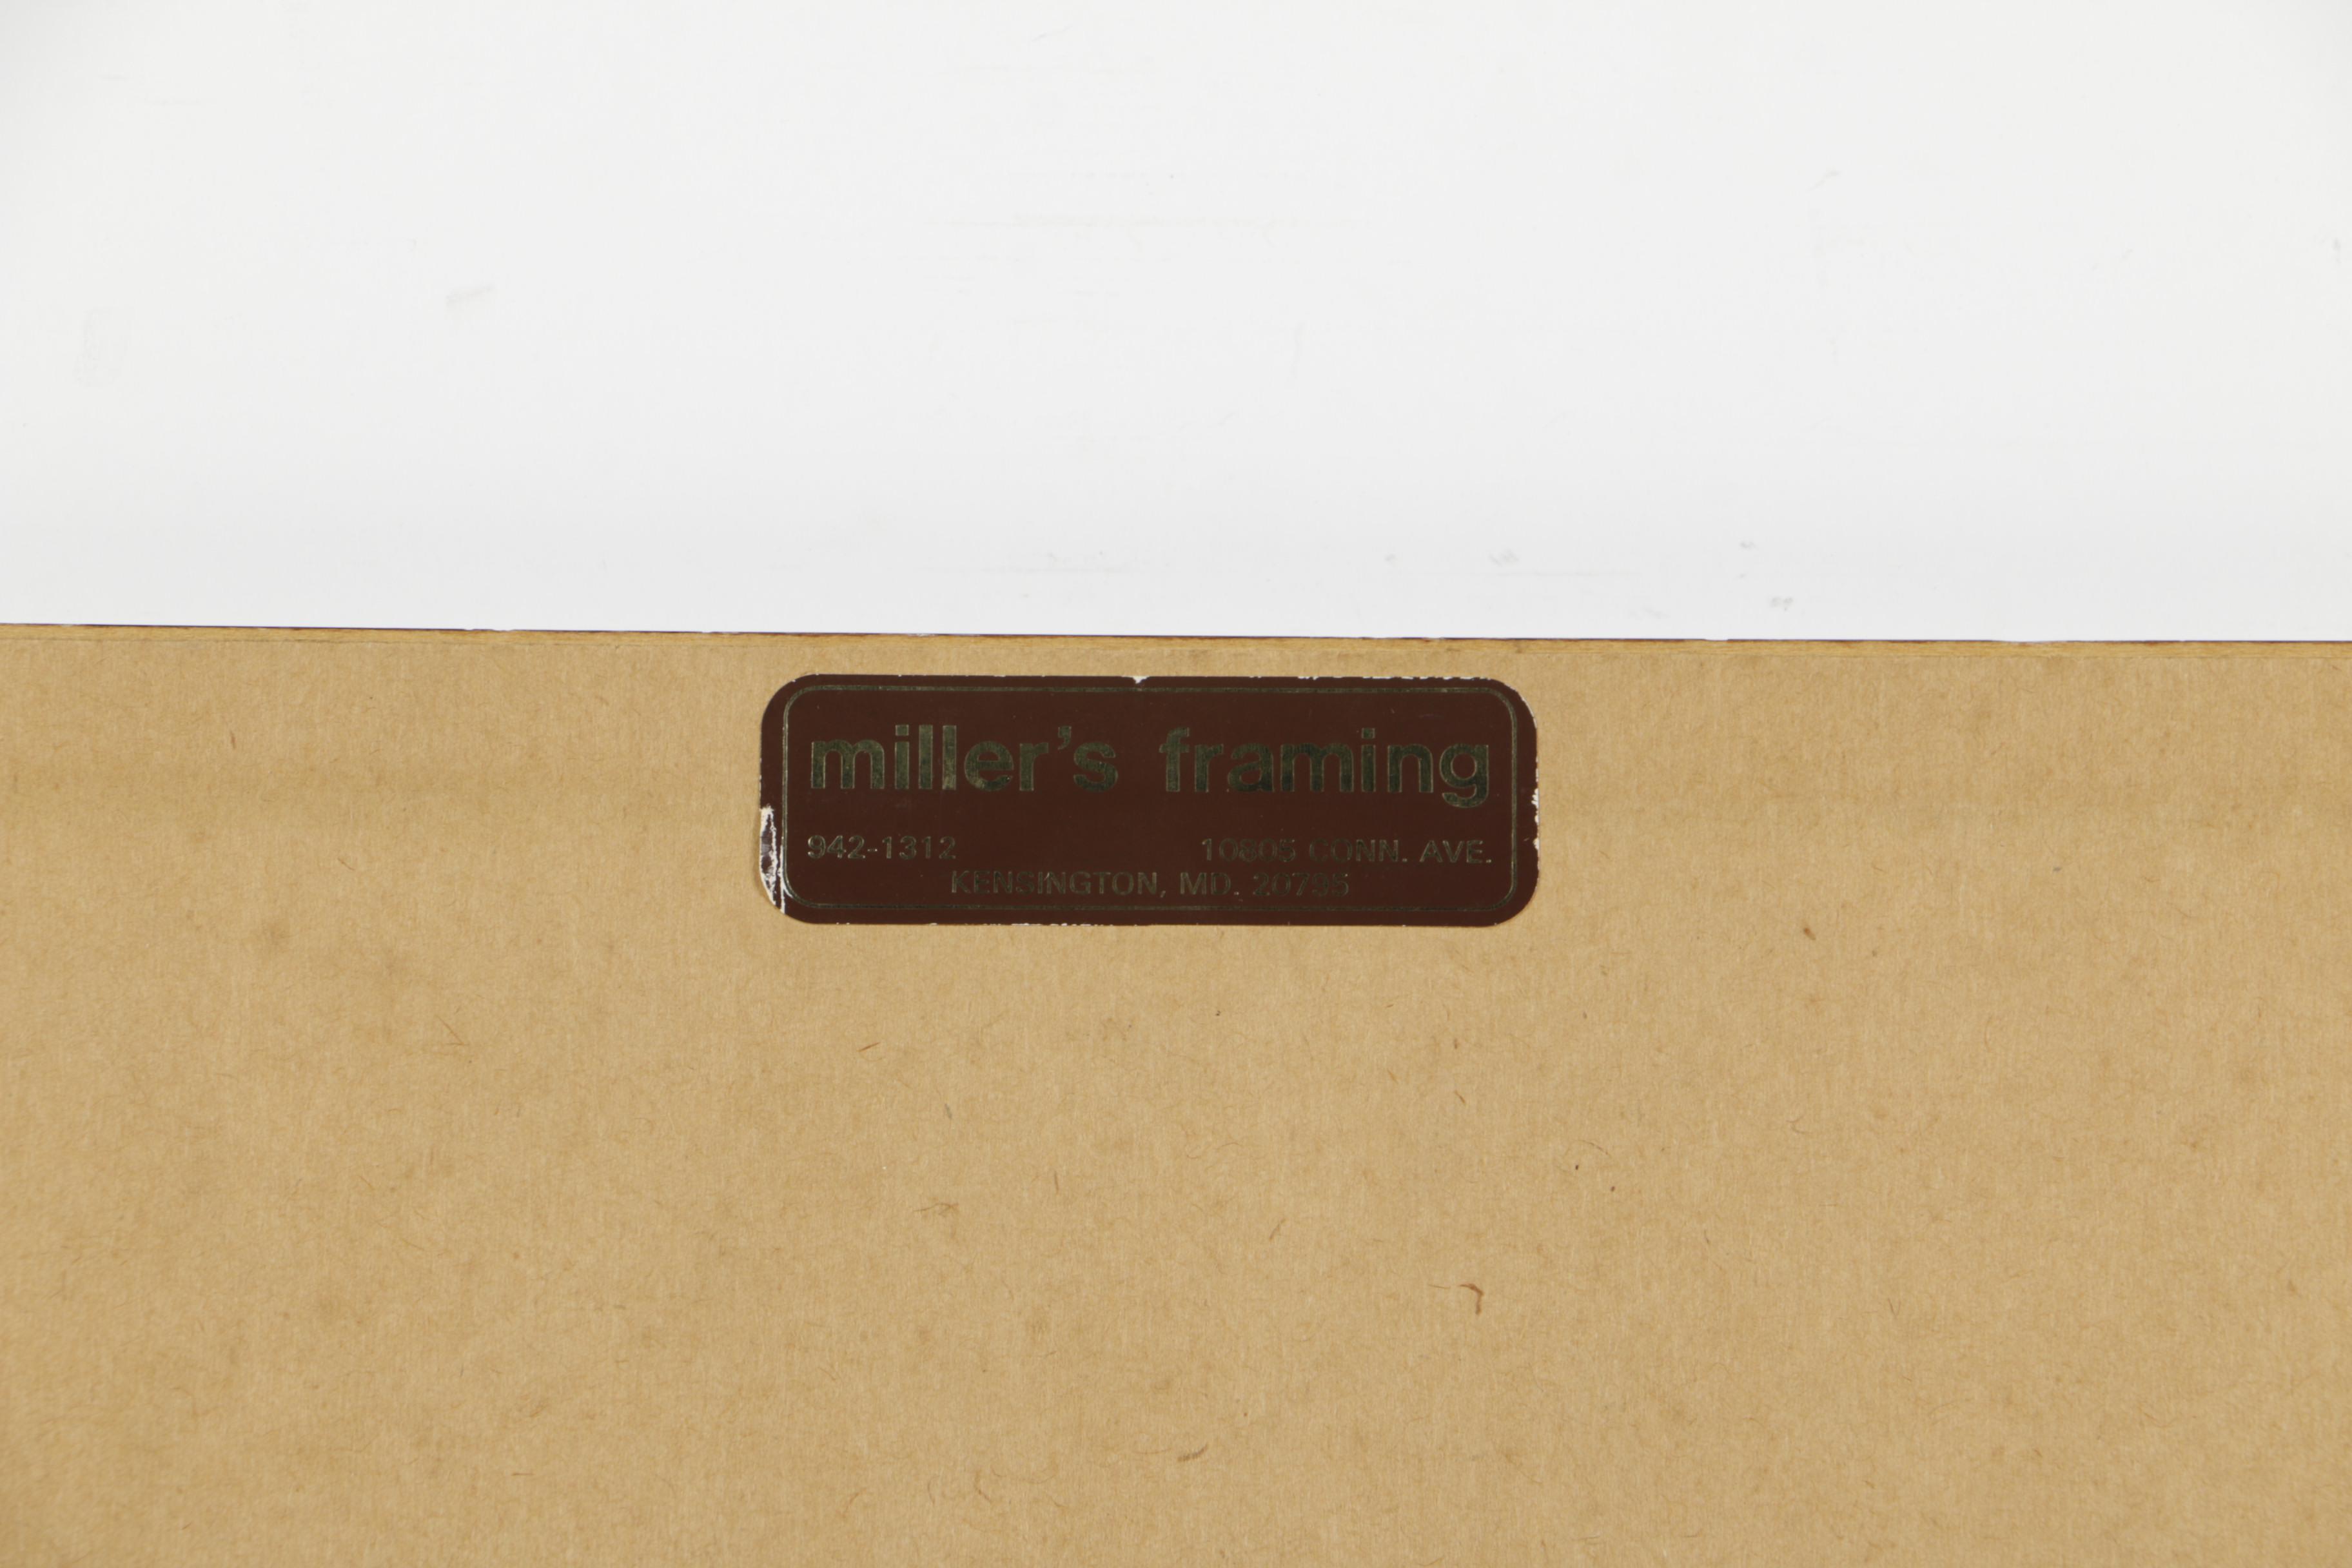 miller's framing
942-1312 10805 CONN. AVE.
KENSINGTON, MD. 20795